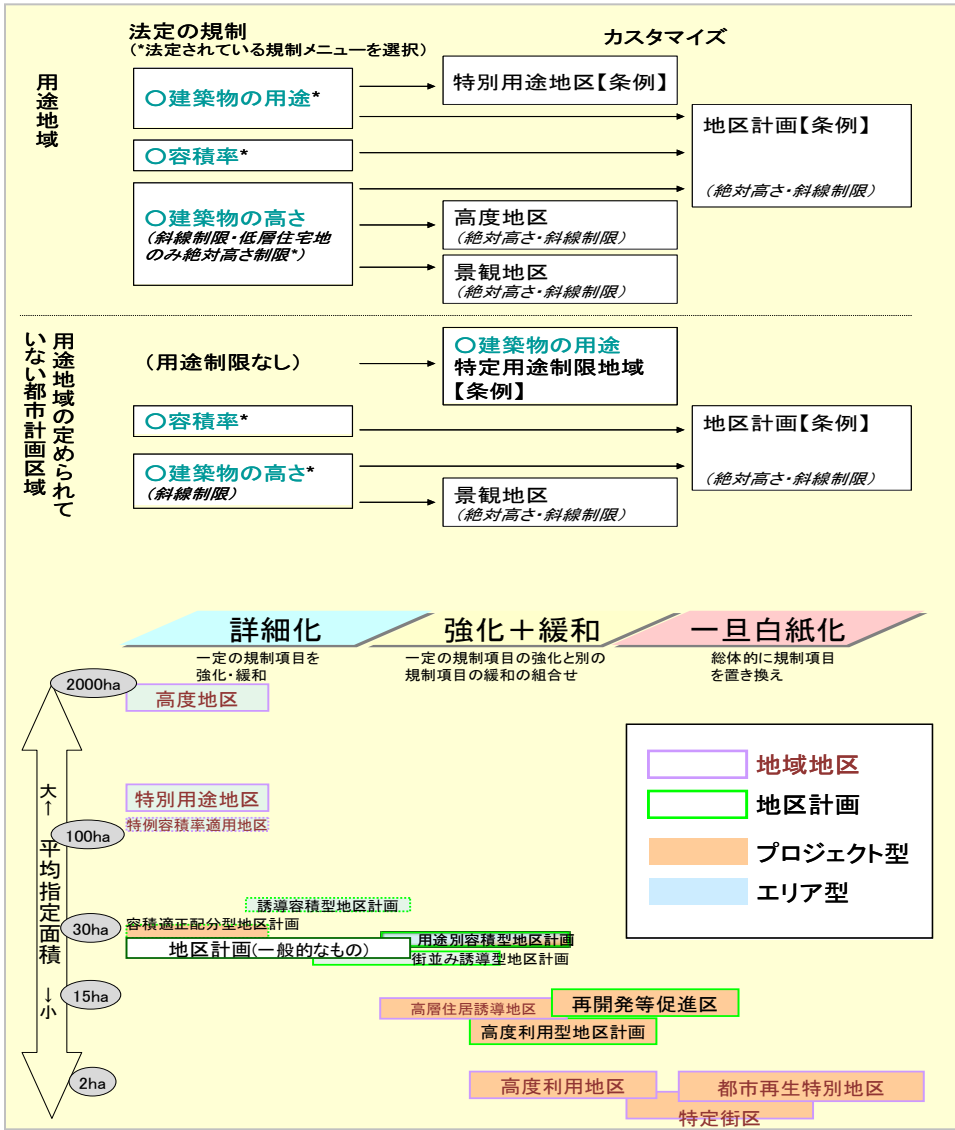 法定の規制
(*法定されている規制メニューを選択)
カスタマイズ
用途地域
〇建築物の用途*
特別用途地区【条例】
地区計画【条例】
(絶対高さ・斜線制限)
〇容積率*
〇建築物の高さ
(斜線制限・低層住宅地
のみ絶対高さ制限*)
高度地区
(絶対高さ・斜線制限)
景観地区
(絶対高さ・斜線制限)
用途地域の定められて
いない都市計画区域
(用途制限なし)
〇建築物の用途
特定用途制限地域
【条例】
〇容積率*
地区計画【条例】
(絶対高さ・斜線制限)
〇建築物の高さ*
(斜線制限)
景観地区
(絶対高さ・斜線制限)
詳細化
強化+緩和
一旦白紙化
一定の規制項目を
強化・緩和
一定の規制項目の強化と別の
規制項目の緩和の組合せ
総体的に規制項目
を置き換え
2000ha
高度地区
大←
平均指定面積
→小
特別用途地区
特例容積率適用地区
100ha
地域地区
地区計画
プロジェクト型
エリア型
誘導容積型地区計画
30ha
容積適正配分型地区計画
地区計画(一般的なもの)
用途別容積型地区計画
街並み誘導型地区計画
15ha
高層住居誘導地区
再開発等促進区
高度利用型地区計画
2ha
高度利用地区
都市再生特別地区
特定街区